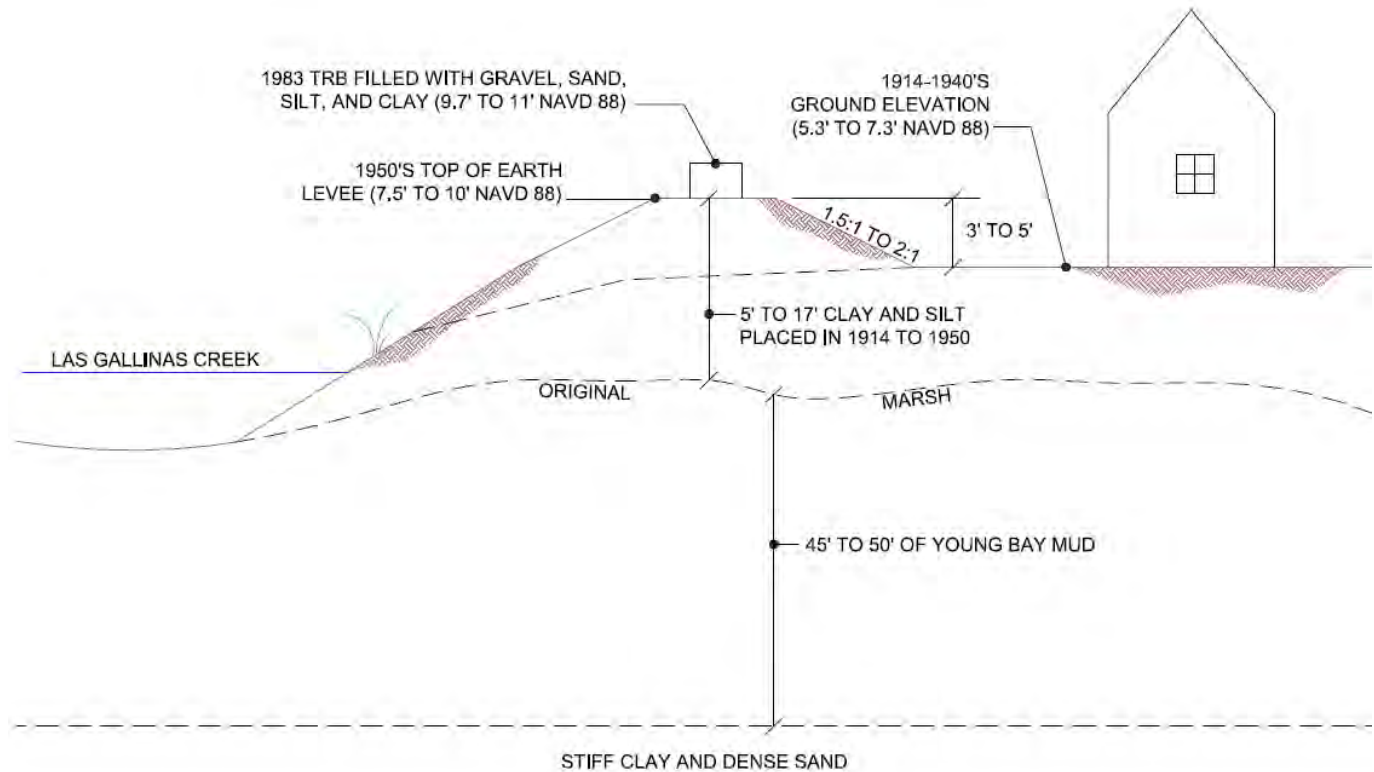 1983 TRB FILLED WITH GRAVEL, SAND,
SILT, AND CLAY (9.7' TO 11' NAVD 88)
1914-1940'S
GROUND ELEVATION
(5.3' TO 7.3' NAVD 88)
1950'S TOP OF EARTH
LEVEE (7.5' TO 10' NAVD 88)
1.5:1 TO 2:1
3' TO 5'
5' TO 17' CLAY AND SILT
PLACED IN 1914 TO 1950
LAS GALLINAS CREEK
ORIGINAL
MARSH
45' TO 50' OF YOUNG BAY MUD
STIFF CLAY AND DENSE SAND